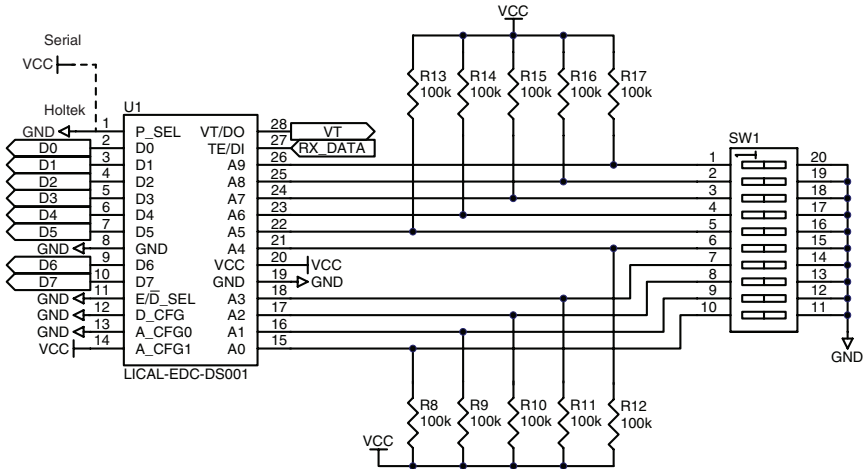 VCC
Serial
VCC
R13
100k
R14
100k
R15
100k
R16
100k
R17
100k
Holtek
U1
GND 1 P_SEL VT/DO 28 VT
D0 2 D0 TE/DI 27 RX_DATA
D1 3 D1 A9 26
D2 4 D2 A8 25
D3 5 D3 A7 24
D4 6 D4 A6 23
D5 7 D5 A5 22
GND 8 GND A4 21
D6 9 D6 VCC 20 VCC
D7 10 D7 GND 19 GND
GND 11 E/D_SEL A3 18
GND 12 D_CFG A2 17
GND 13 A_CFG0 A1 16
VCC 14 A_CFG1 A0 15
LICAL-EDC-DS001
SW1
1 20
2 19
3 18
4 17
5 16
6 15
7 14
8 13
9 12
10 11
GND
R8
100k
R9
100k
R10
100k
R11
100k
R12
100k
VCC